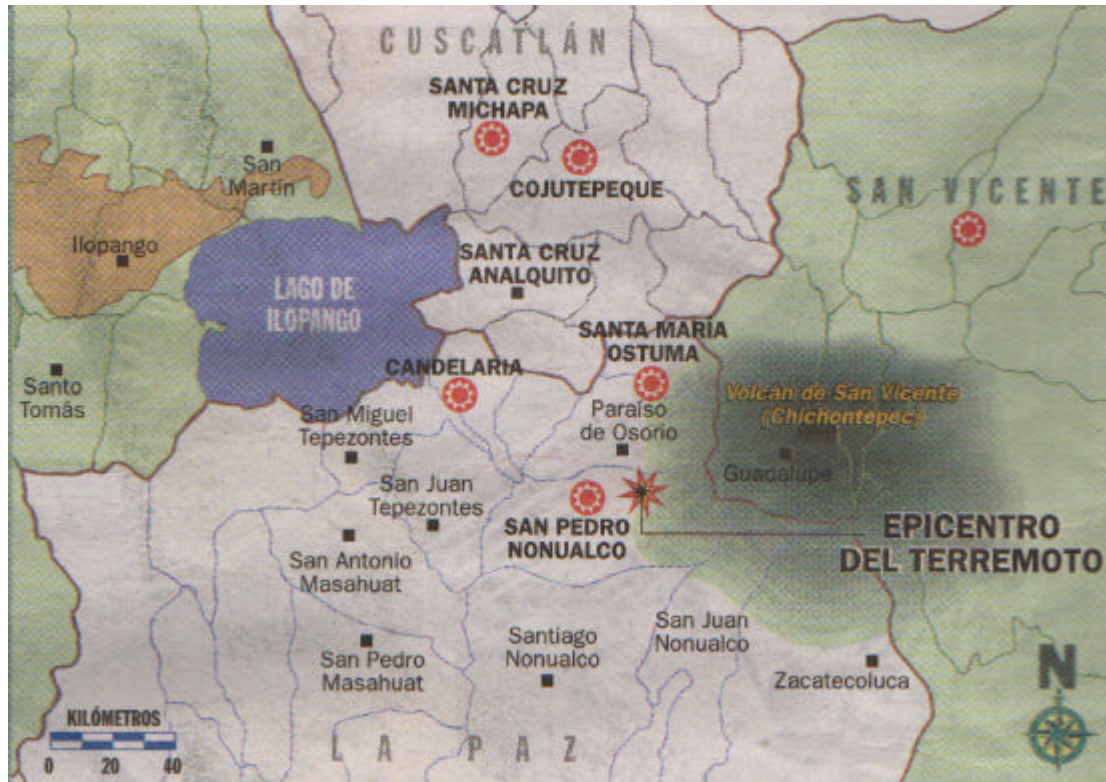 CUSCATLÁN
SANTA CRUZ
MICHAPA
COJUTEPEQUE
San
Martín
SAN VICENTE
Ilopango
SANTA CRUZ
ANALQUITO
LAGO DE
ILOPANGO
SANTA MARÍA
OSTUMA
CANDELARIA
Santo
Tomás
Volcán de San Vicente
(Chichontepec)
San Miguel
Tepezontes
Paraíso
de Osorio
Guadalupe
San Juan
Tepezontes
SAN PEDRO
NONUALCO
EPICENTRO
DEL TERREMOTO
San Antonio
Masahuat
San Juan
Nonualco
Santiago
Nonualco
San Pedro
Masahuat
Zacatecoluca
N
KILÓMETROS
0 20 40
LA PAZ